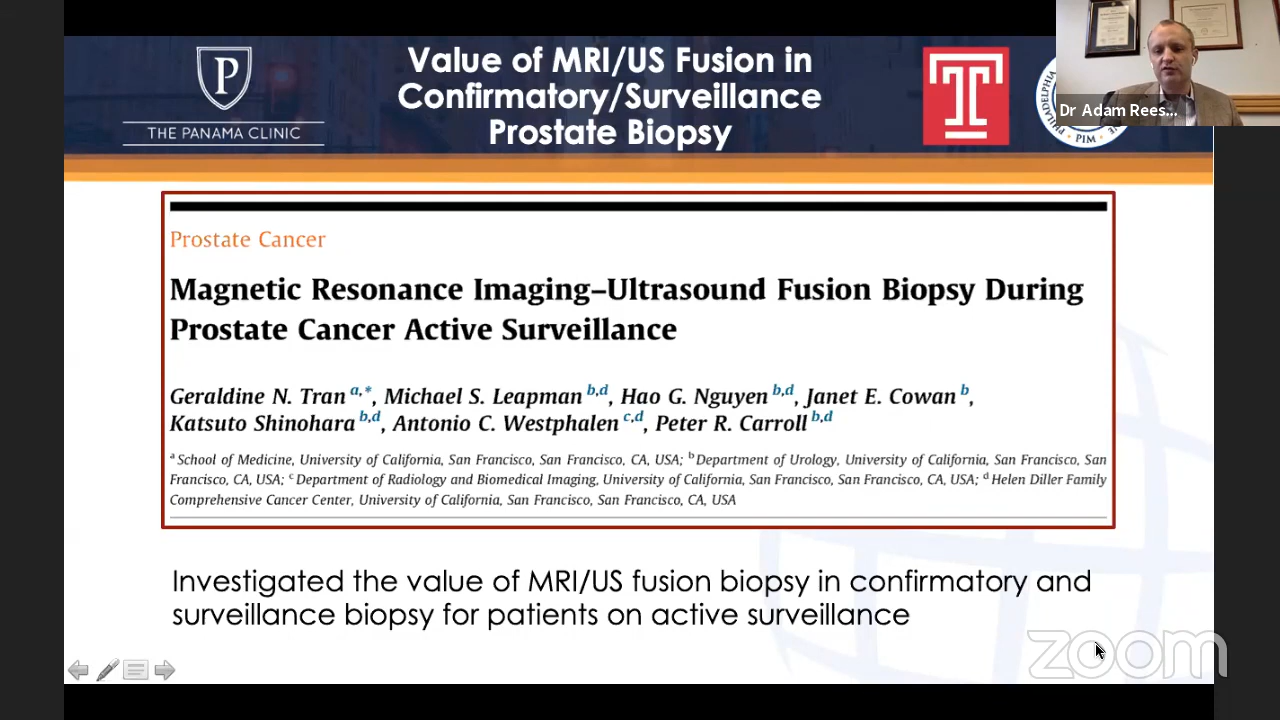 P
THE PANAMA CLINIC
Value of MRI/US Fusion in
Confirmatory/Surveillance
Prostate Biopsy
T
PHILADELPHIA
PIM
Dr Adam Rees...
Prostate Cancer
Magnetic Resonance Imaging–Ultrasound Fusion Biopsy During
Prostate Cancer Active Surveillance
Geraldine N. Tran a,*, Michael S. Leapman b,d, Hao G. Nguyen b,d, Janet E. Cowan b,
Katsuto Shinohara b,d, Antonio C. Westphalen c,d, Peter R. Carroll b,d
a School of Medicine, University of California, San Francisco, San Francisco, CA, USA; b Department of Urology, University of California, San Francisco, San
Francisco, CA, USA; c Department of Radiology and Biomedical Imaging, University of California, San Francisco, San Francisco, CA, USA; d Helen Diller Family
Comprehensive Cancer Center, University of California, San Francisco, San Francisco, CA, USA
Investigated the value of MRI/US fusion biopsy in confirmatory and
surveillance biopsy for patients on active surveillance
zoom